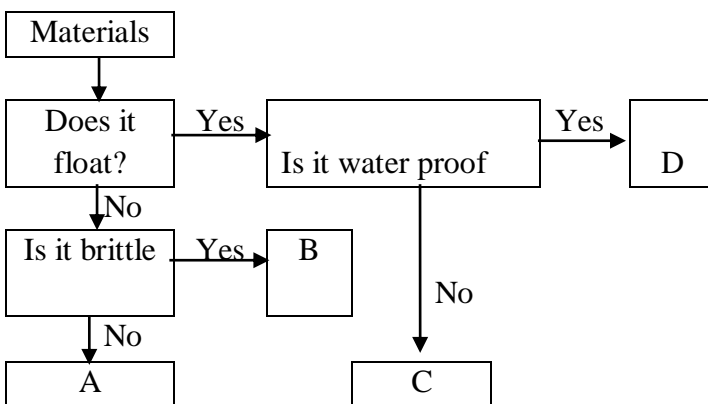 Materials
Does it
float?
Yes
Is it water proof
Yes
D
No
Is it brittle
Yes
B
No
No
A
C